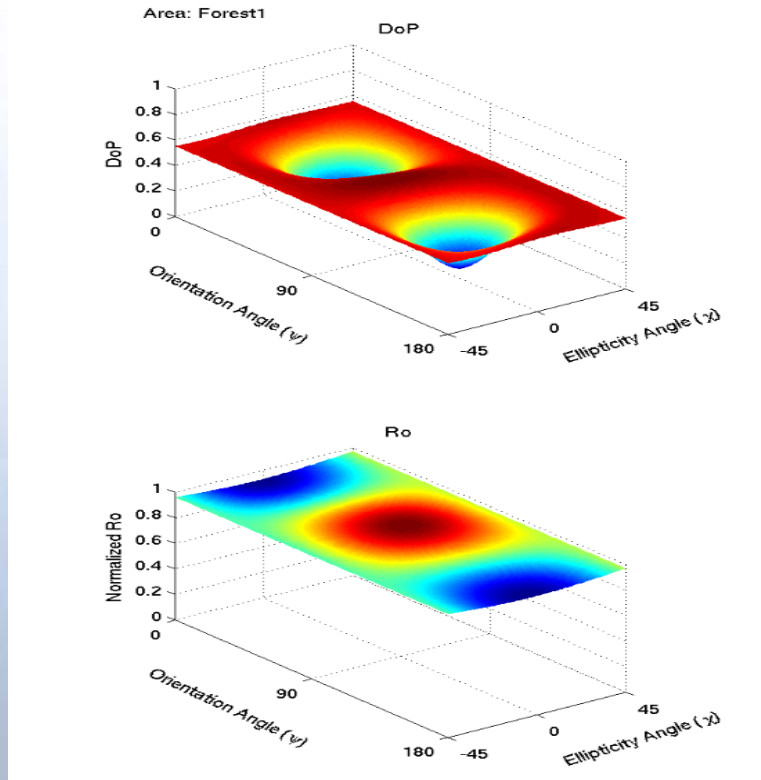 Area: Forest1
DoP
1
0.8
0.6
0.4
0.2
0
DoP
0
90
180
Orientation Angle (ψ)
-45
0
45
Ellipticity Angle (χ)
Ro
1
0.8
0.6
0.4
0.2
0
Normalized Ro
0
90
180
Orientation Angle (ψ)
-45
0
45
Ellipticity Angle (χ)